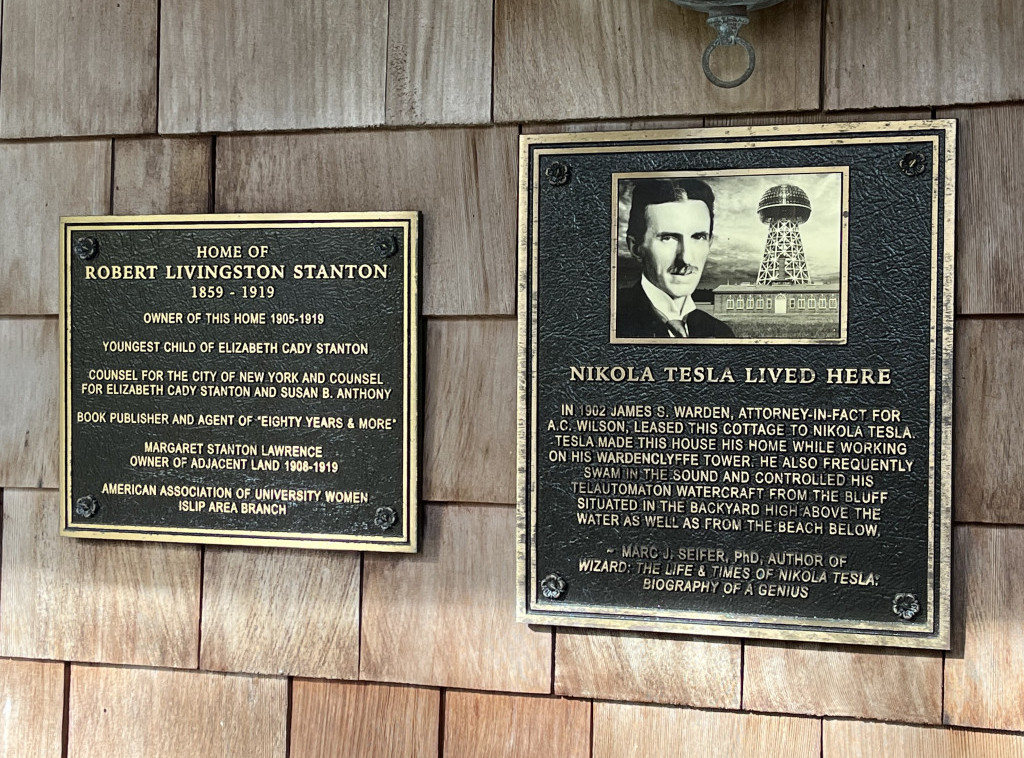 HOME OF
ROBERT LIVINGSTON STANTON
1859 - 1919
OWNER OF THIS HOME 1905-1919
YOUNGEST CHILD OF ELIZABETH CADY STANTON
COUNSEL FOR THE CITY OF NEW YORK AND COUNSEL
FOR ELIZABETH CADY STANTON AND SUSAN B. ANTHONY
BOOK PUBLISHER AND AGENT OF "EIGHTY YEARS & MORE"
MARGARET STANTON LAWRENCE
OWNER OF ADJACENT LAND 1908-1919
AMERICAN ASSOCIATION OF UNIVERSITY WOMEN
ISLIP AREA BRANCH
NIKOLA TESLA LIVED HERE
IN 1902 JAMES S. WARDEN, ATTORNEY-IN-FACT FOR
A.C. WILSON, LEASED THIS COTTAGE TO NIKOLA TESLA.
TESLA MADE THIS HOUSE HIS HOME WHILE WORKING
ON HIS WARDENCLYFFE TOWER. HE ALSO FREQUENTLY
SWAM IN THE SOUND AND CONTROLLED HIS
TELAUTOMATON WATERCRAFT FROM THE BLUFF
SITUATED IN THE BACKYARD HIGH ABOVE THE
WATER AS WELL AS FROM THE BEACH BELOW.
~ MARC J. SEIFER, PhD, AUTHOR OF
WIZARD: THE LIFE & TIMES OF NIKOLA TESLA:
BIOGRAPHY OF A GENIUS